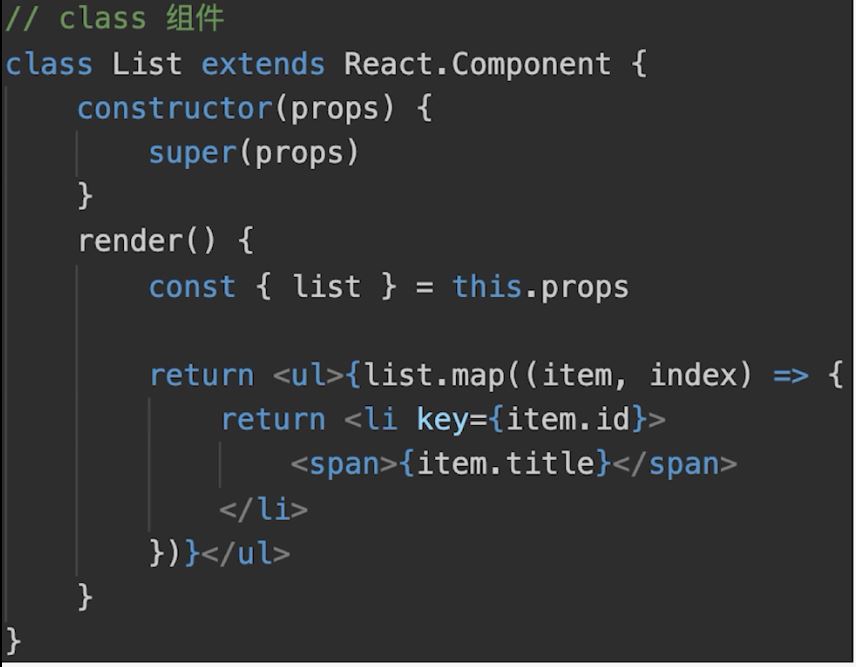 // class 组件
class List extends React.Component {
    constructor(props) {
        super(props)
    }
    render() {
        const { list } = this.props

        return <ul>{list.map((item, index) => {
            return <li key={item.id}>
                <span>{item.title}</span>
            </li>
        })}</ul>
    }
}